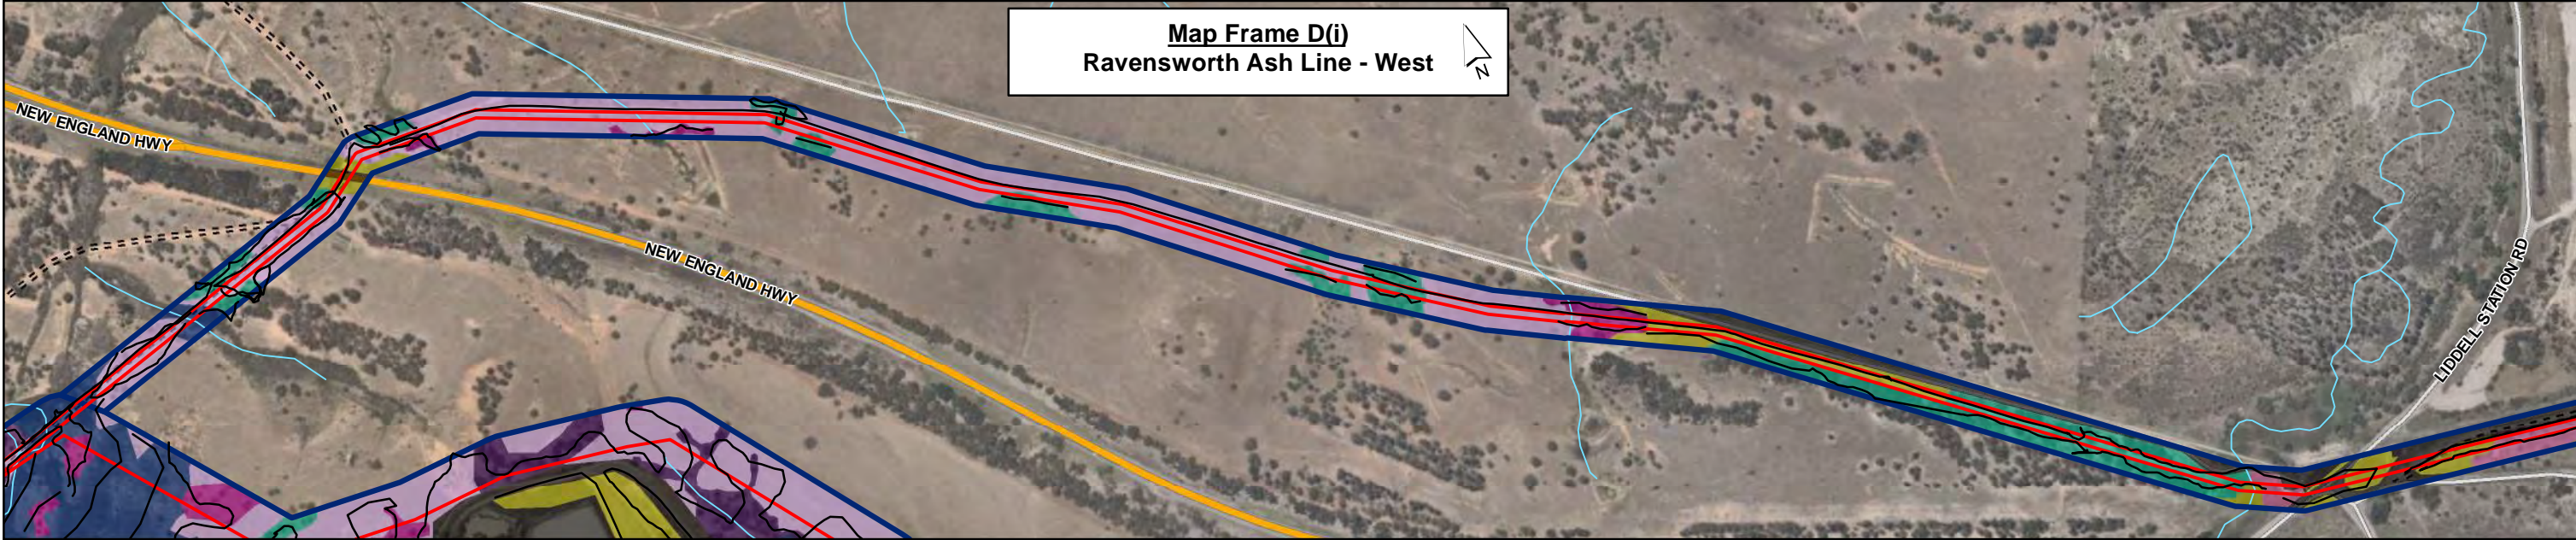 Map Frame D(i)
Ravensworth Ash Line - West
N
NEW ENGLAND HWY
NEW ENGLAND HWY
LIDDELL STATION RD